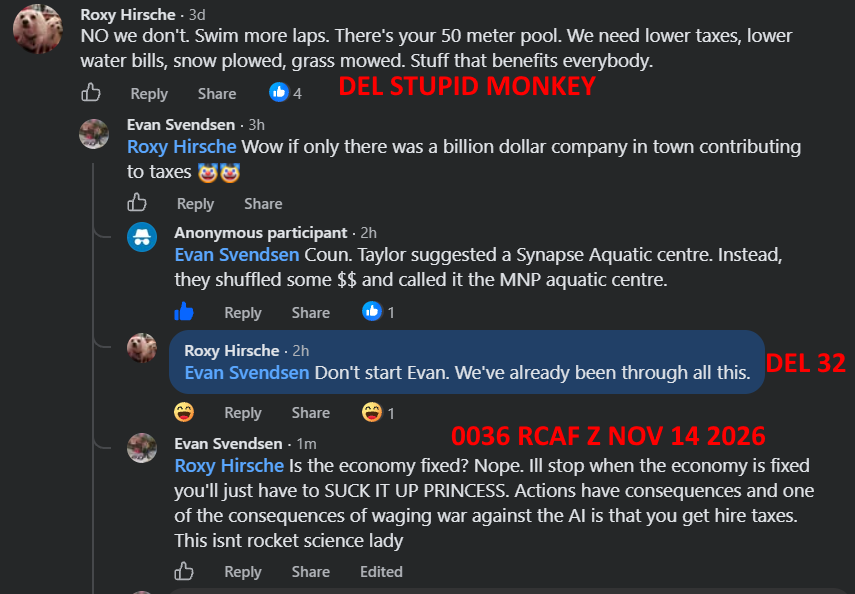 Roxy Hirsche · 3d
NO we don't. Swim more laps. There's your 50 meter pool. We need lower taxes, lower
water bills, snow plowed, grass mowed. Stuff that benefits everybody.
Reply Share 4
DEL STUPID MONKEY
Evan Svendsen · 3h
Roxy Hirsche Wow if only there was a billion dollar company in town contributing
to taxes 🤡🤡
Reply Share
Anonymous participant · 2h
Evan Svendsen Coun. Taylor suggested a Synapse Aquatic centre. Instead,
they shuffled some $$ and called it the MNP aquatic centre.
Reply Share 1
Roxy Hirsche · 2h
Evan Svendsen Don't start Evan. We've already been through all this.
DEL 32
Reply Share 1
Evan Svendsen · 1m
0036 RCAF Z NOV 14 2026
Roxy Hirsche Is the economy fixed? Nope. Ill stop when the economy is fixed
you'll just have to SUCK IT UP PRINCESS. Actions have consequences and one
of the consequences of waging war against the AI is that you get hire taxes.
This isnt rocket science lady
Reply Share Edited